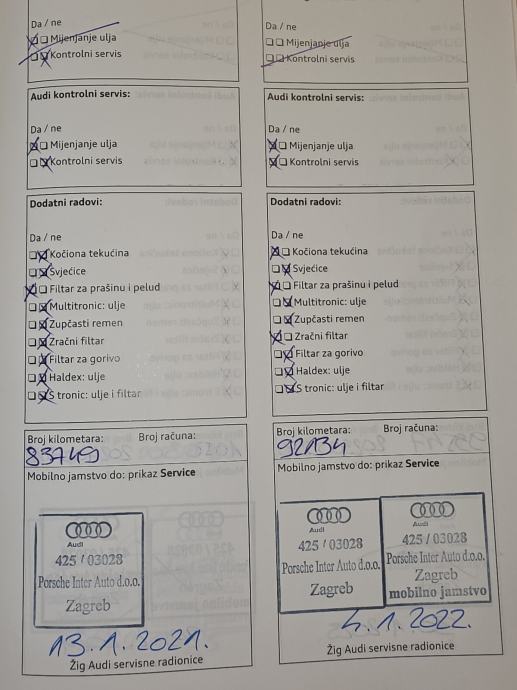 Da / ne
Mijenjanje ulja
Kontrolni servis
Audi kontrolni servis:
Da / ne
Mijenjanje ulja
Kontrolni servis
Dodatni radovi:
Da / ne
Kočiona tekućina
Svjećice
Filtar za prašinu i pelud
Multitronic: ulje
Zupčasti remen
Zračni filtar
Filtar za gorivo
Haldex: ulje
S tronic: ulje i filtar
Broj kilometara: Broj računa:
83749
Mobilno jamstvo do: prikaz Service
Audi
425 / 03028
Porsche Inter Auto d.o.o.
Zagreb
13.1.2021.
Žig Audi servisne radionice
Da / ne
Mijenjanje ulja
Kontrolni servis
Audi kontrolni servis:
Da / ne
Mijenjanje ulja
Kontrolni servis
Dodatni radovi:
Da / ne
Kočiona tekućina
Svjećice
Filtar za prašinu i pelud
Multitronic: ulje
Zupčasti remen
Zračni filtar
Filtar za gorivo
Haldex: ulje
S tronic: ulje i filtar
Broj kilometara: Broj računa:
92134
Mobilno jamstvo do: prikaz Service
Audi
425 / 03028
Porsche Inter Auto d.o.o.
Zagreb
Audi
425 / 03028
Porsche Inter Auto d.o.o.
Zagreb
mobilno jamstvo
4.1.2022.
Žig Audi servisne radionice